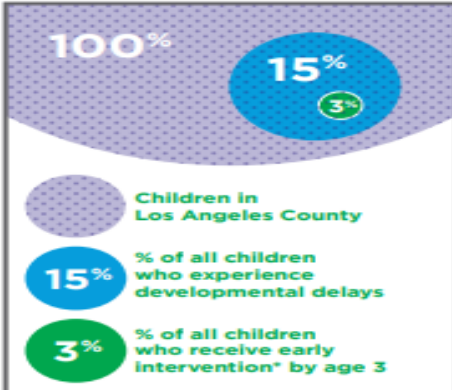 100%
15%
3%
Children in
Los Angeles County
15%
% of all children
who experience
developmental delays
3%
% of all children
who receive early
intervention* by age 3